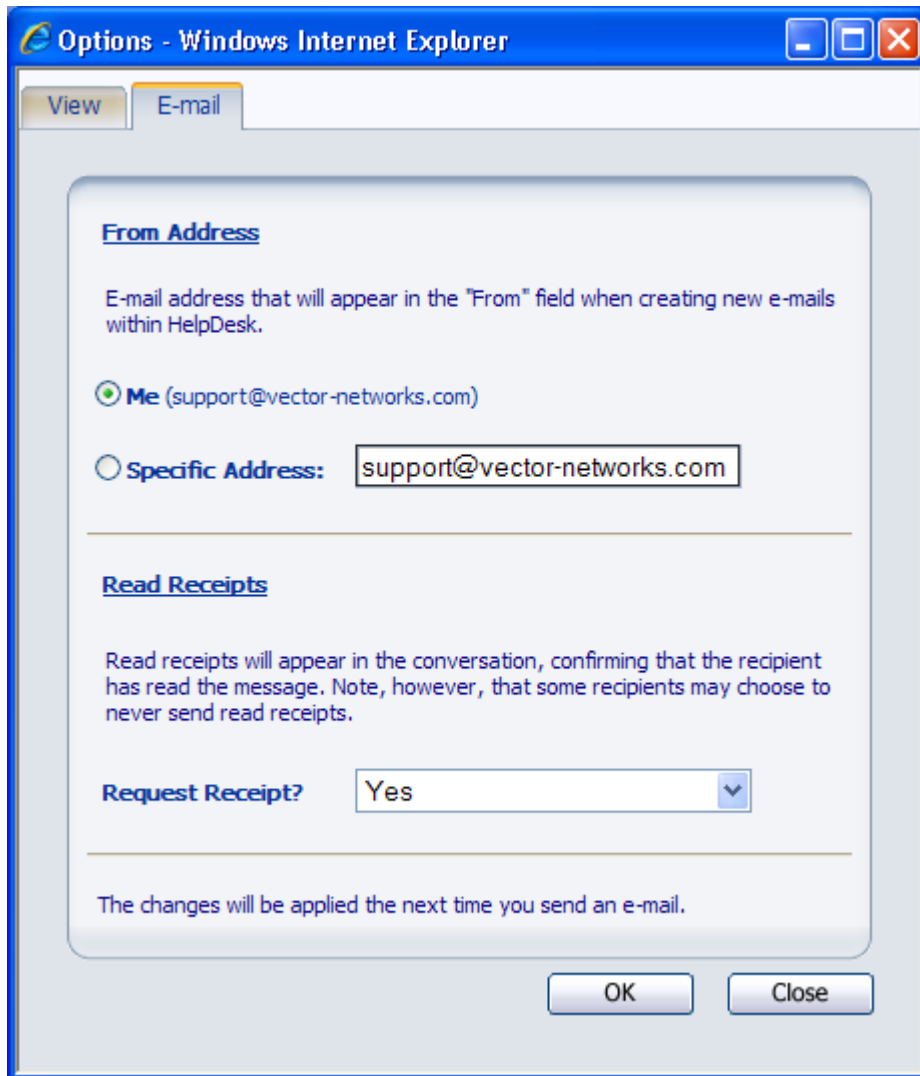 Options - Windows Internet Explorer
View E-mail
From Address
E-mail address that will appear in the "From" field when creating new e-mails
within HelpDesk.
Me (support@vector-networks.com)
Specific Address: support@vector-networks.com
Read Receipts
Read receipts will appear in the conversation, confirming that the recipient
has read the message. Note, however, that some recipients may choose to
never send read receipts.
Request Receipt? Yes
The changes will be applied the next time you send an e-mail.
OK Close